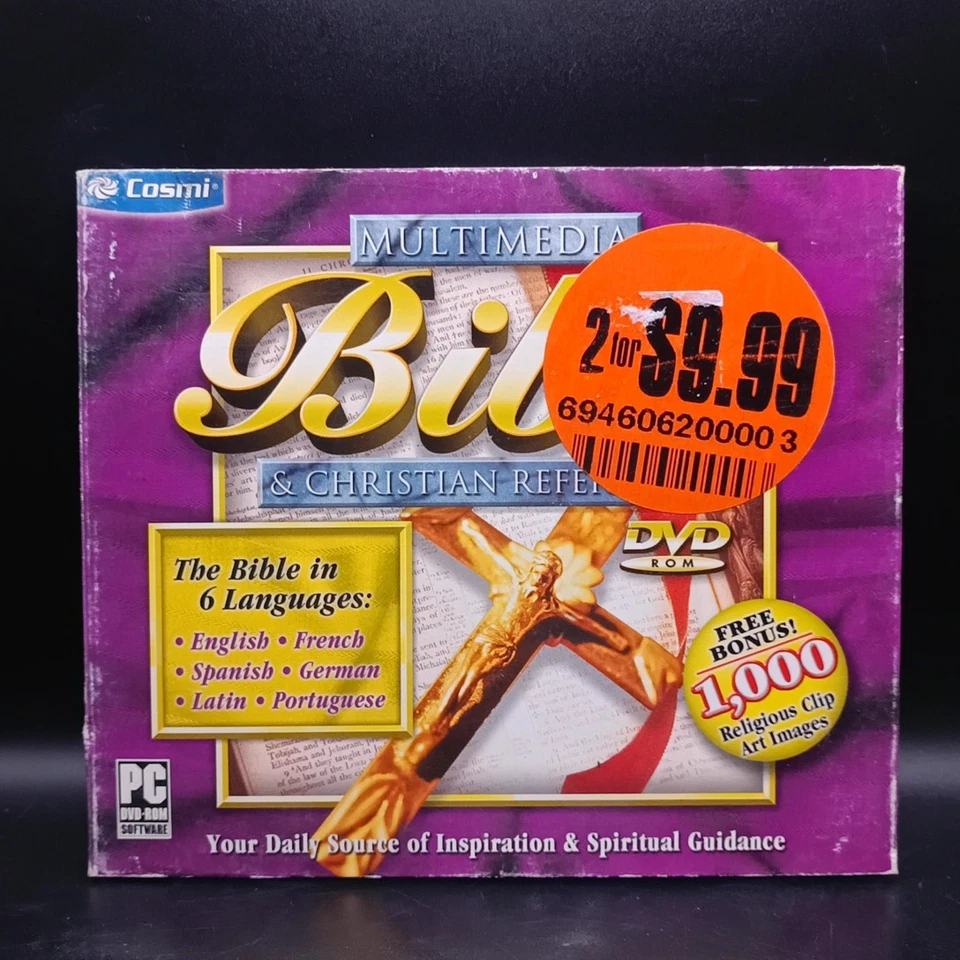 Cosmi®
MULTIMEDIA
Bib
2 for $9.99
69460620000 3
& CHRISTIAN REFE
DVD
ROM
The Bible in
6 Languages:
• English • French
• Spanish • German
• Latin • Portuguese
FREE
BONUS!
1,000
Religious Clip
Art Images
PC
DVD-ROM
SOFTWARE
Your Daily Source of Inspiration & Spiritual Guidance